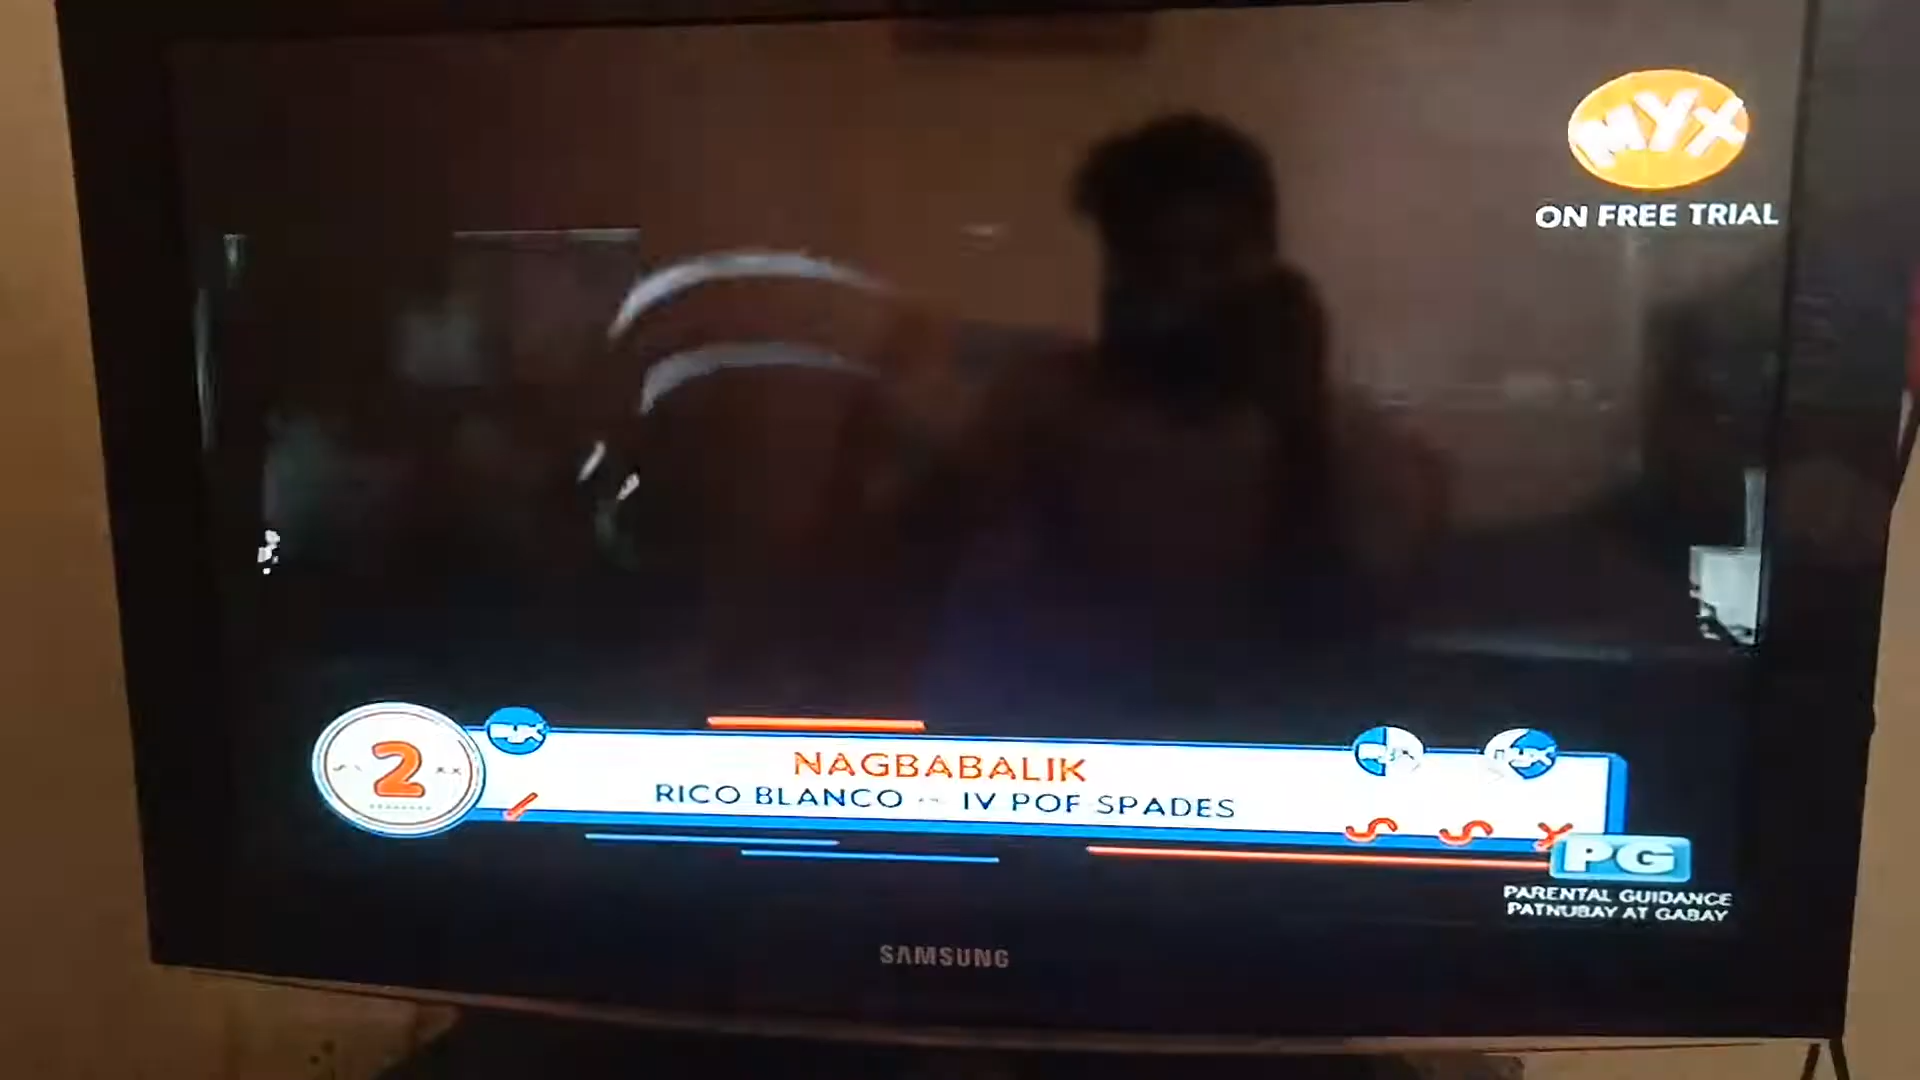 MYX
ON FREE TRIAL
2
NAGBABALIK
RICO BLANCO IV POF SPADES
PG
PARENTAL GUIDANCE
PATNUBAY AT GABAY
SAMSUNG